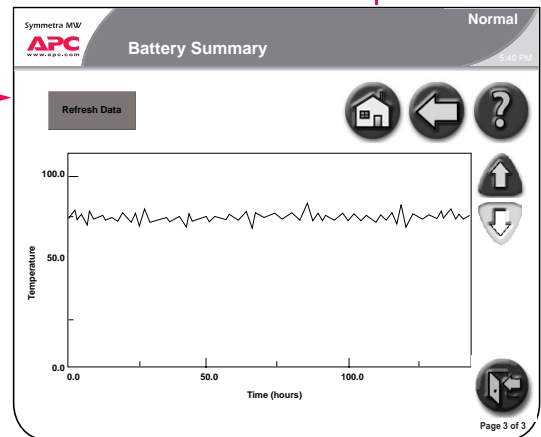 Symmetra MW
Normal
APC
www.apc.com
Battery Summary
5.40 PM
Refresh Data
?
100.0
50.0
0.0
Temperature
0.0
50.0
100.0
Time (hours)
Page 3 of 3